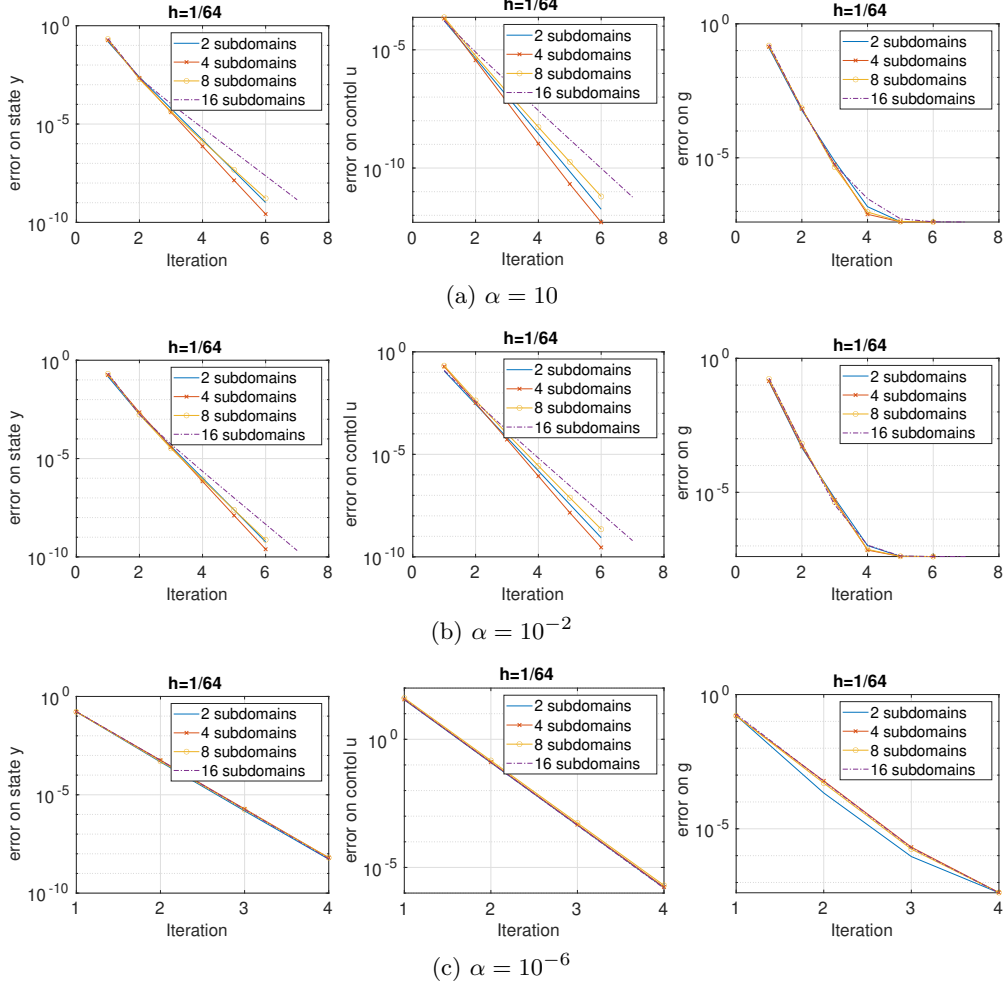 h=1/64
error on state y
10^0
10^-5
10^-10
0 2 4 6 8
Iteration
2 subdomains
4 subdomains
8 subdomains
16 subdomains
h=1/64
error on contol u
10^-5
10^-10
0 2 4 6 8
Iteration
2 subdomains
4 subdomains
8 subdomains
16 subdomains
h=1/64
error on g
10^0
10^-5
0 2 4 6 8
Iteration
2 subdomains
4 subdomains
8 subdomains
16 subdomains
(a) α = 10
h=1/64
error on state y
10^0
10^-5
10^-10
0 2 4 6 8
Iteration
2 subdomains
4 subdomains
8 subdomains
16 subdomains
h=1/64
error on contol u
10^0
10^-5
10^-10
0 2 4 6 8
Iteration
2 subdomains
4 subdomains
8 subdomains
16 subdomains
h=1/64
error on g
10^0
10^-5
0 2 4 6 8
Iteration
2 subdomains
4 subdomains
8 subdomains
16 subdomains
(b) α = 10^−2
h=1/64
error on state y
10^0
10^-5
10^-10
1 2 3 4
Iteration
2 subdomains
4 subdomains
8 subdomains
16 subdomains
h=1/64
error on contol u
10^0
10^-5
1 2 3 4
Iteration
2 subdomains
4 subdomains
8 subdomains
16 subdomains
h=1/64
error on g
10^0
10^-5
1 2 3 4
Iteration
2 subdomains
4 subdomains
8 subdomains
16 subdomains
(c) α = 10^−6